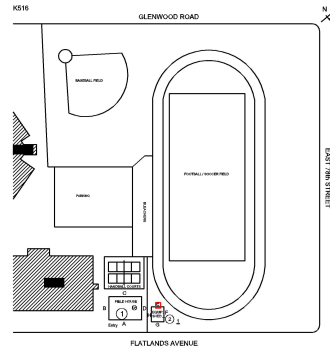 K516
N
GLENWOOD ROAD
BASEBALL FIELD
FOOTBALL / SOCCER FIELD
EAST 78th STREET
PARKING
BLEACHERS
HANDBALL COURTS
C
FIELD HOUSE
B
D
1
Entry
A
F
2
1
G
FLATLANDS AVENUE